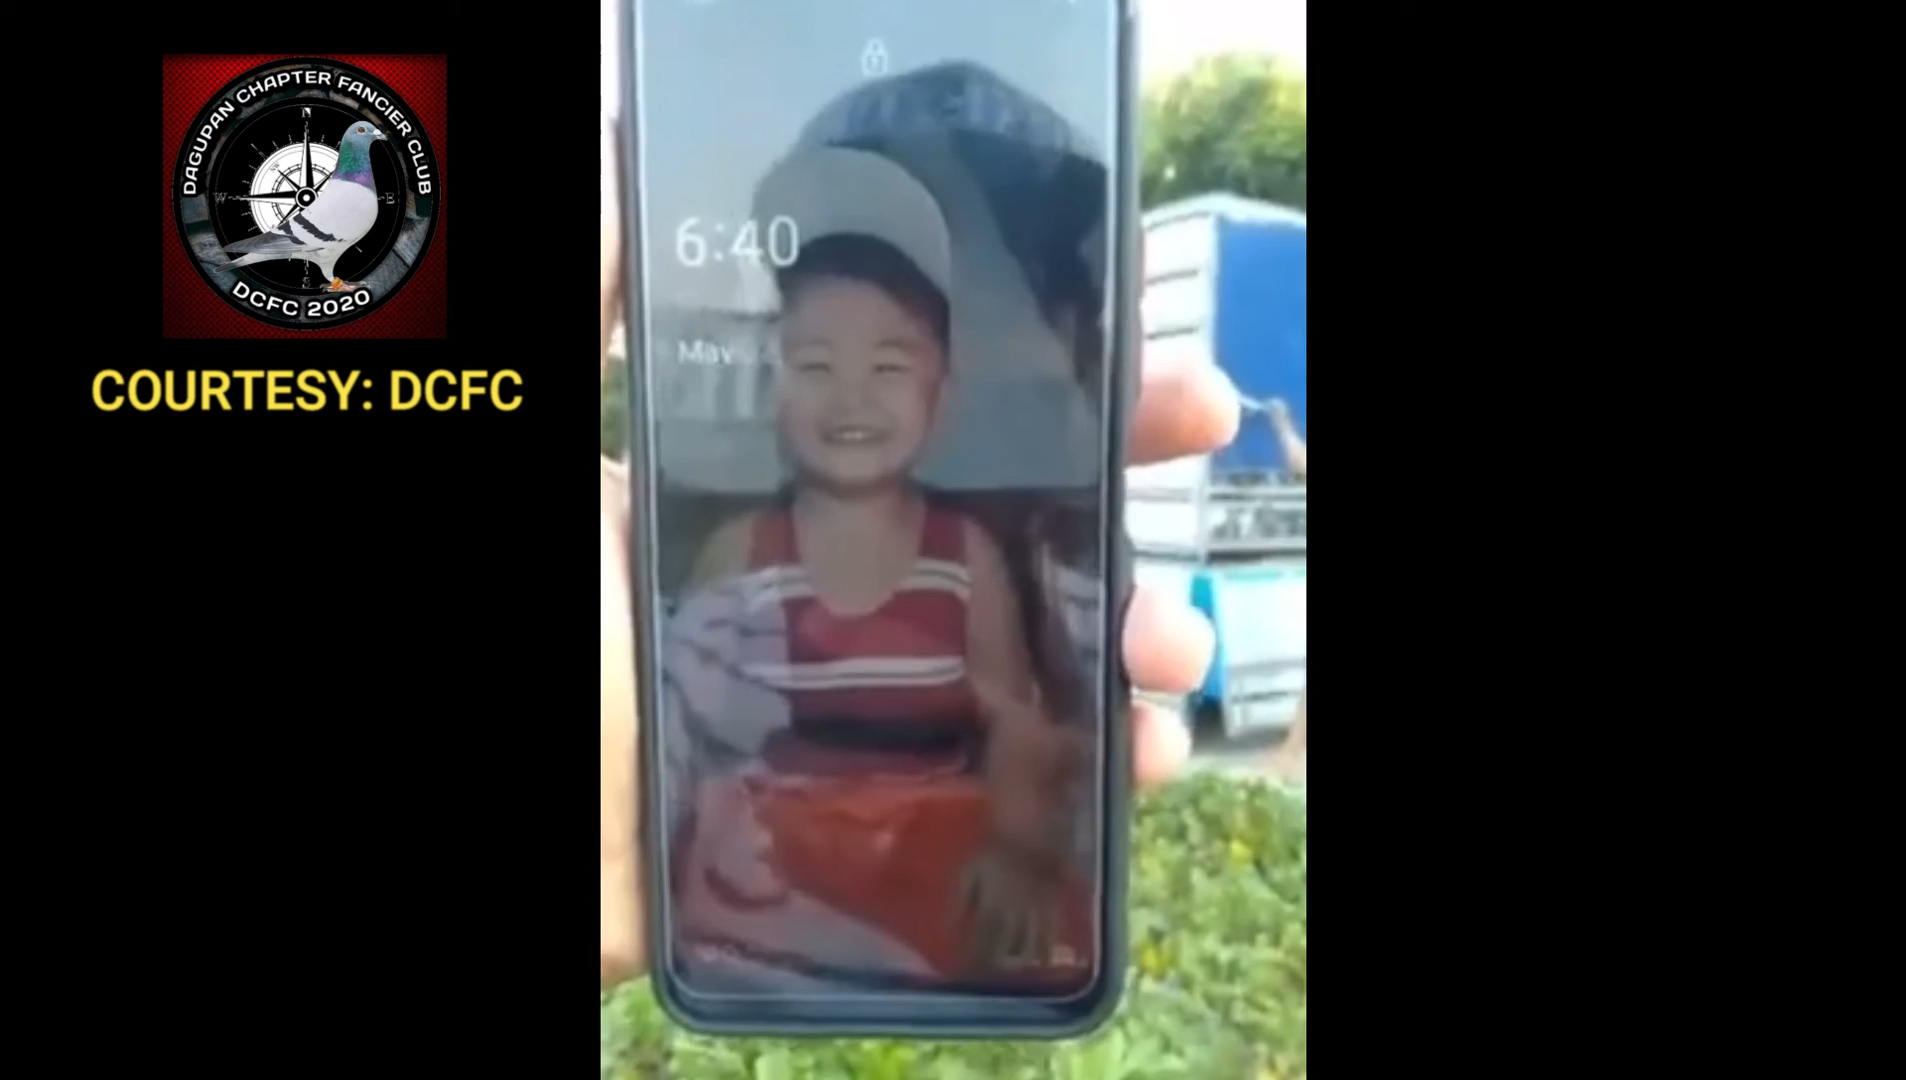 DAGUPAN CHAPTER FANCIER CLUB
N
W
E
S
DCFC 2020
COURTESY: DCFC
6:40